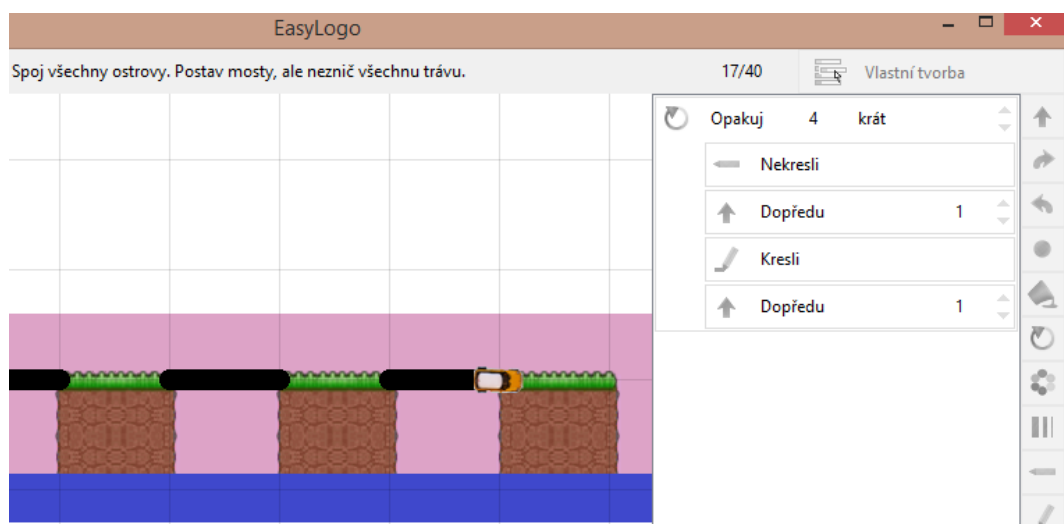 EasyLogo
Spoj všechny ostrovy. Postav mosty, ale neznič všechnu trávu.
17/40
Vlastní tvorba
Opakuj 4 krát
Nekresli
Dopředu 1
Kresli
Dopředu 1